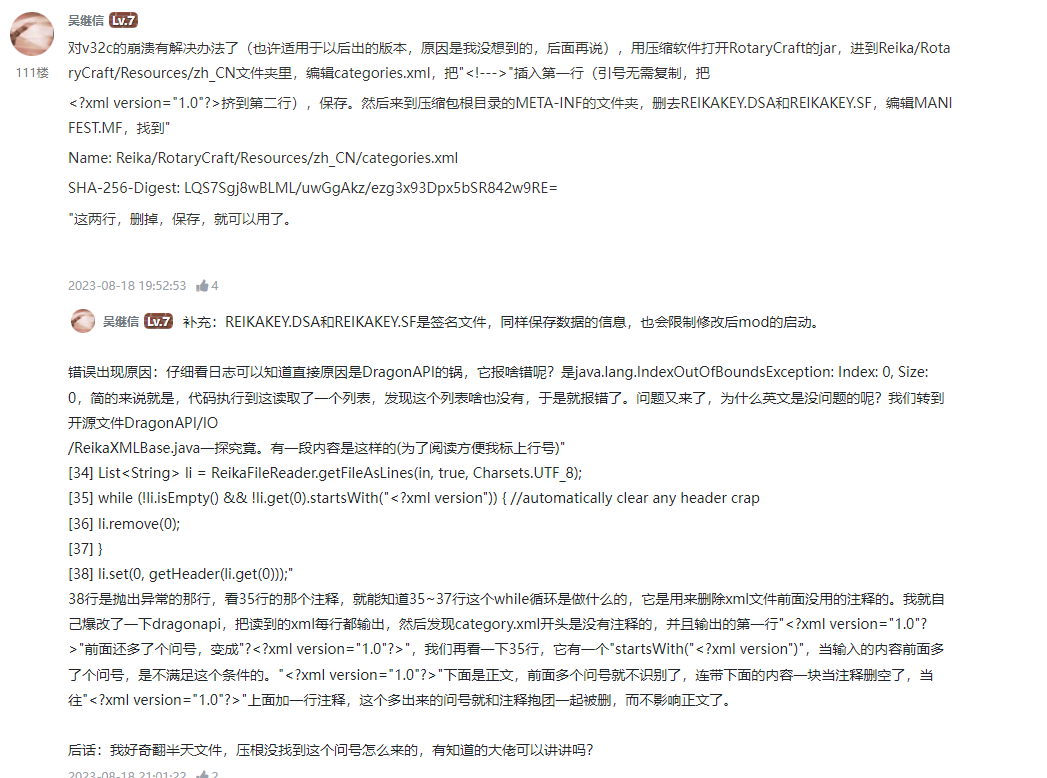 吴继信 Lv.7
对v32c的崩溃有解决办法了（也许适用于以后出的版本，原因是我没想到的，后面再说），用压缩软件打开RotaryCraft的jar，进到Reika/Rota
111楼
ryCraft/Resources/zh_CN文件夹里，编辑categories.xml，把"<!--->"插入第一行（引号无需复制，把
<?xml version="1.0"?>挤到第二行），保存。然后来到压缩包根目录的META-INF的文件夹，删去REIKAKEY.DSA和REIKAKEY.SF，编辑MANI
FEST.MF，找到"
Name: Reika/RotaryCraft/Resources/zh_CN/categories.xml
SHA-256-Digest: LQS7Sgj8wBLML/uwGgAkz/ezg3x93Dpx5bSR842w9RE=
"这两行，删掉，保存，就可以用了。
2023-08-18 19:52:53 4
吴继信 Lv.7 补充：REIKAKEY.DSA和REIKAKEY.SF是签名文件，同样保存数据的信息，也会限制修改后mod的启动。
错误出现原因：仔细看日志可以知道直接原因是DragonAPI的锅，它报啥错呢？是java.lang.IndexOutOfBoundsException: Index: 0, Size:
0，简的来说就是，代码执行到这读取了一个列表，发现这个列表啥也没有，于是就报错了。问题又来了，为什么英文是没问题的呢？我们转到
开源文件DragonAPI/IO
/ReikaXMLBase.java一探究竟。有一段内容是这样的(为了阅读方便我标上行号)"
[34] List<String> li = ReikaFileReader.getFileAsLines(in, true, Charsets.UTF_8);
[35] while (!li.isEmpty() && !li.get(0).startsWith("<?xml version")) { //automatically clear any header crap
[36] li.remove(0);
[37] }
[38] li.set(0, getHeader(li.get(0)));"
38行是抛出异常的那行，看35行的那个注释，就能知道35~37行这个while循环是做什么的，它是用来删除xml文件前面没用的注释的。我就自
己爆改了一下dragonapi，把读到的xml每行都输出，然后发现category.xml开头是没有注释的，并且输出的第一行"<?xml version="1.0"?
>"前面还多了个问号，变成"?<?xml version="1.0"?>"，我们再看一下35行，它有一个"startsWith("<?xml version")"，当输入的内容前面多
了个问号，是不满足这个条件的。"<?xml version="1.0"?>"下面是正文，前面多个问号就不识别了，连带下面的内容一块当注释删空了，当
往"<?xml version="1.0"?>"上面加一行注释，这个多出来的问号就和注释抱团一起被删，而不影响正文了。
后话：我好奇翻半天文件，压根没找到这个问号怎么来的，有知道的大佬可以讲讲吗？
2023-08-18 21:01:22 2